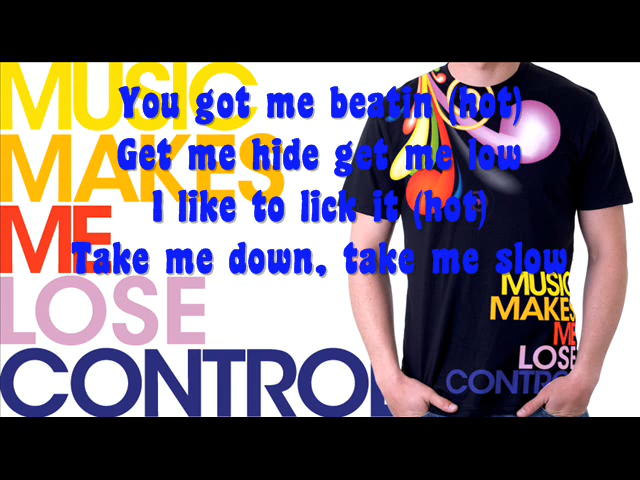 MUSIC
MAKES
ME
LOSE
CONTROL
You got me beatin (hot)
Get me hide get me low
I like to lick it (hot)
Take me down, take me slow
MUSIC
MAKES
ME
LOSE
CONTROL